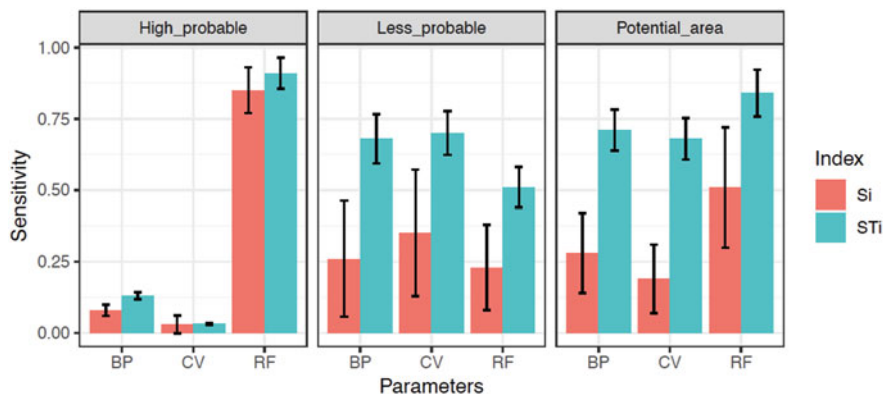 High_probable Less_probable Potential_area
1.00
0.75
0.50
0.25
0.00
Sensitivity
BP CV RF BP CV RF BP CV RF
Parameters
Index
Si
STi